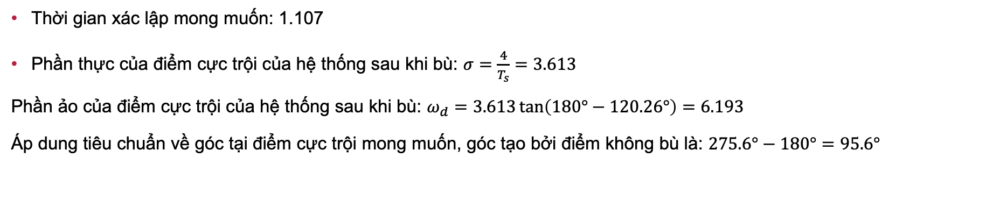 • Thời gian xác lập mong muốn: 1.107
• Phần thực của điểm cực trội của hệ thống sau khi bù: σ = 4/Tₛ = 3.613
Phần ảo của điểm cực trội của hệ thống sau khi bù: ω_d = 3.613 tan(180° − 120.26°) = 6.193
Áp dung tiêu chuẩn về góc tại điểm cực trội mong muốn, góc tạo bởi điểm không bù là: 275.6° − 180° = 95.6°